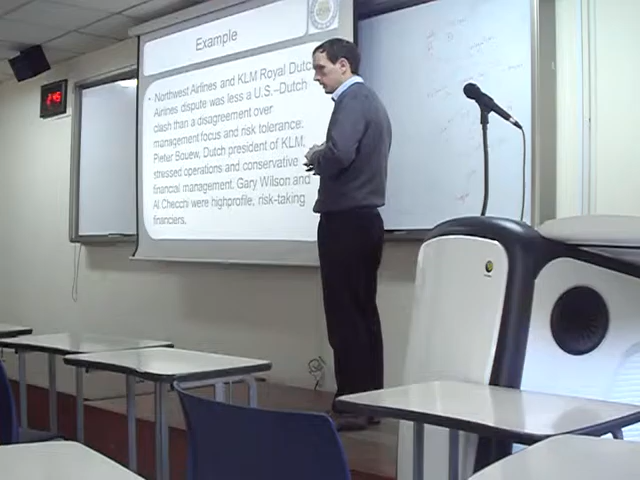 Example
• Northwest Airlines and KLM Royal Dutch
Airlines dispute was less a U.S.–Dutch
clash than a disagreement over
management focus and risk tolerance.
Pieter Bouew, Dutch president of KLM,
stressed operations and conservative
financial management. Gary Wilson and
Al Checchi were highprofile, risk-taking
financiers.
2:45